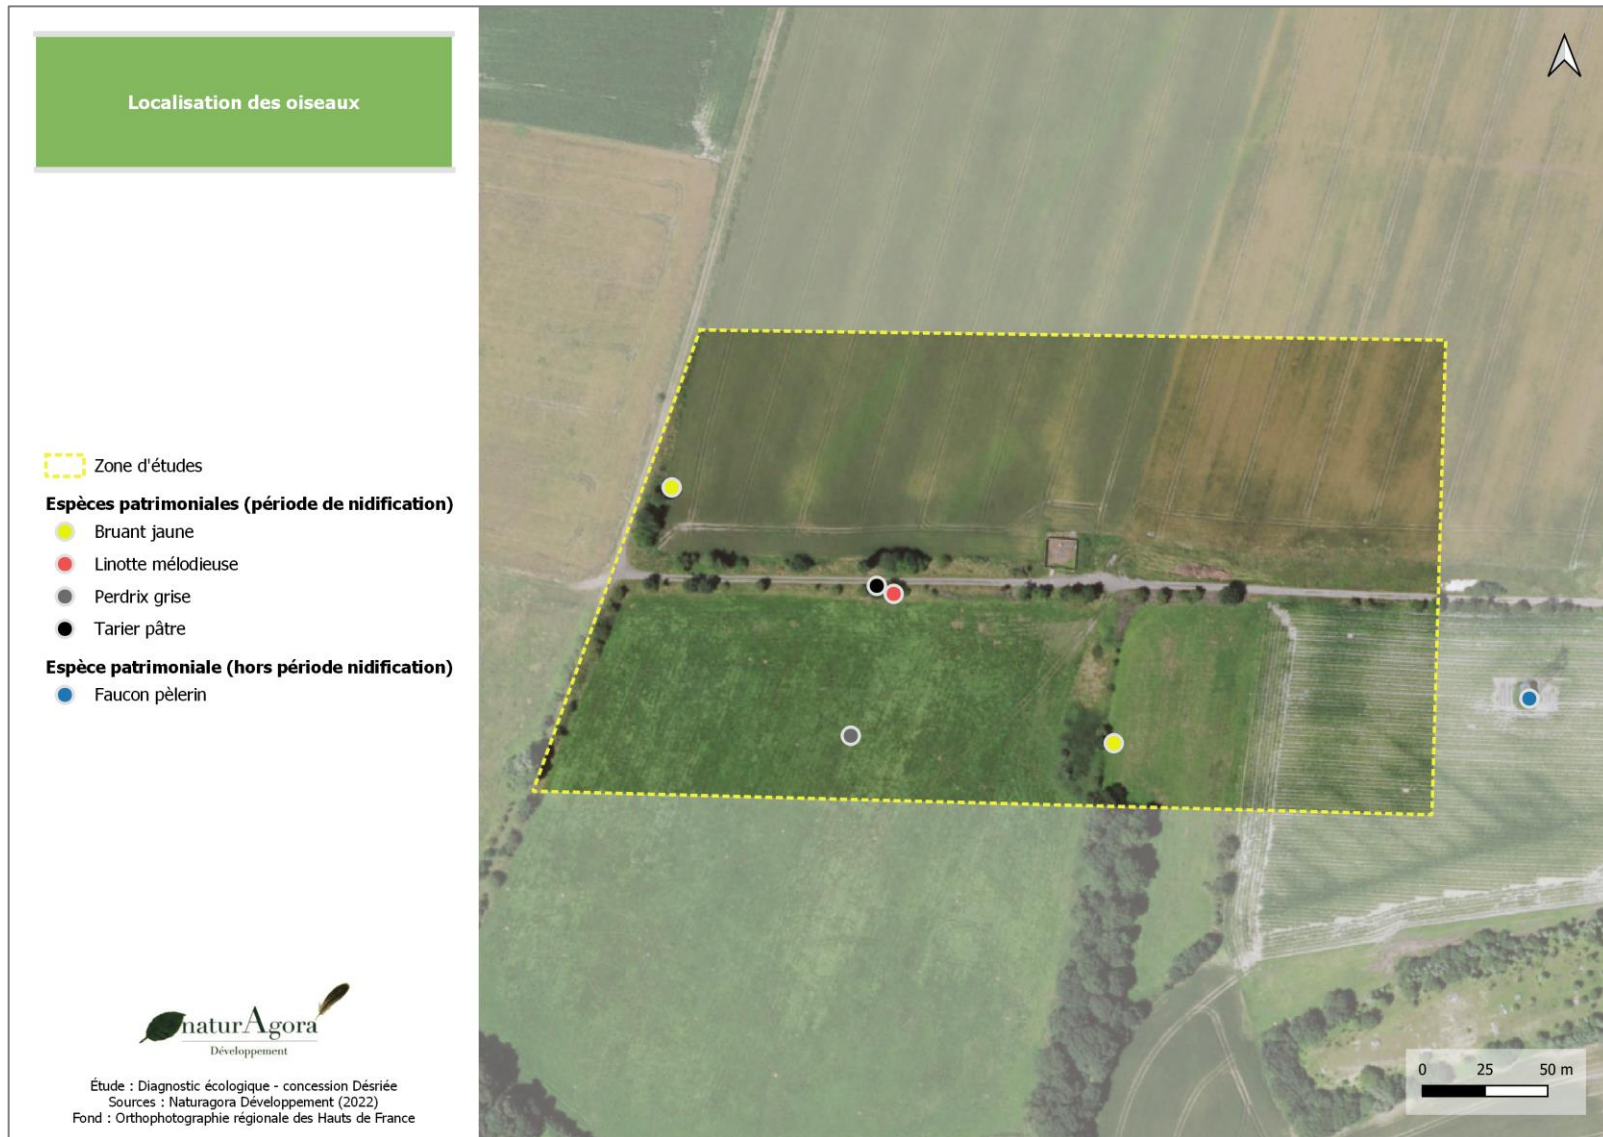 Localisation des oiseaux
Zone d'études
Espèces patrimoniales (période de nidification)
Bruant jaune
Linotte mélodieuse
Perdrix grise
Tarier pâtre
Espèce patrimoniale (hors période nidification)
Faucon pèlerin
naturAgora
Développement
Étude : Diagnostic écologique - concession Désriée
Sources : Naturagora Développement (2022)
Fond : Orthophotographie régionale des Hauts de France
0 25 50 m